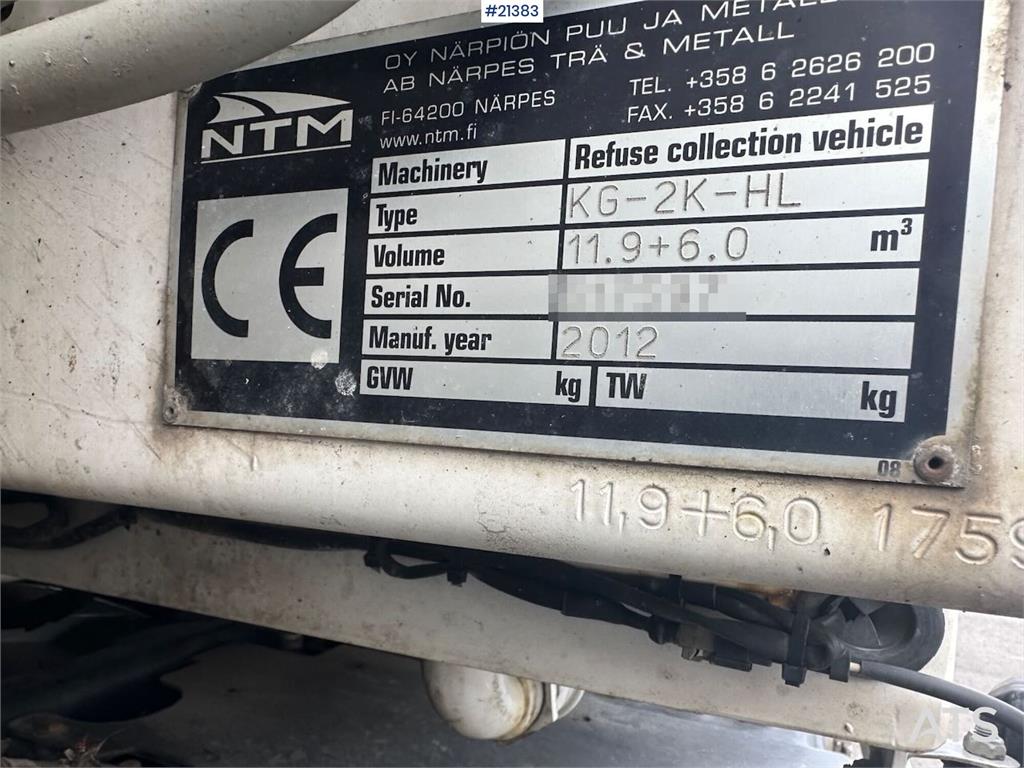 #21383
OY NÄRPIÖN PUU JA METALL
AB NÄRPES TRÄ & METALL
FI-64200 NÄRPES
TEL. +358 6 2626 200
www.ntm.fi
FAX. +358 6 2241 525
NTM
CE
Machinery Refuse collection vehicle
Type KG-2K-HL
Volume 11.9+6.0 m³
Serial No.
Manuf. year 2012
GVW kg TW kg
08
11,9+6,0 1759
ATS